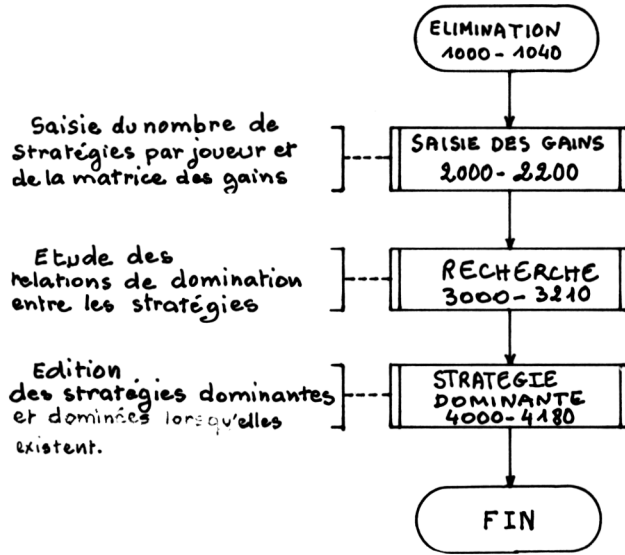 ELIMINATION
1000 - 1040
Saisie du nombre de
stratégies par joueur et
de la matrice des gains
SAISIE DES GAINS
2000 - 2200
Etude des
relations de domination
entre les stratégies
RECHERCHE
3000 - 3210
Edition
des stratégies dominantes
et dominées lorsqu'elles
existent.
STRATEGIE
DOMINANTE
4000-4180
FIN